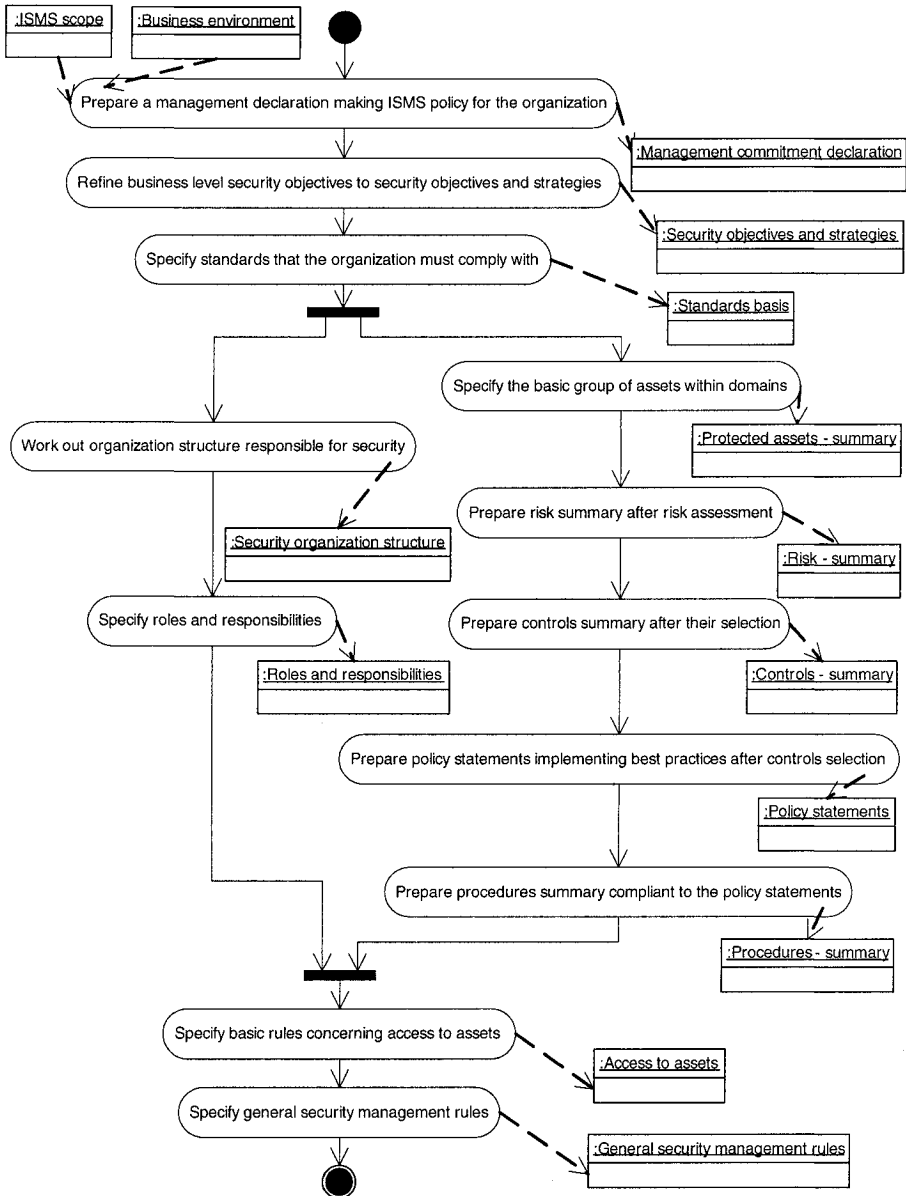 :ISMS scope
:Business environment
Prepare a management declaration making ISMS policy for the organization
:Management commitment declaration
Refine business level security objectives to security objectives and strategies
:Security objectives and strategies
Specify standards that the organization must comply with
:Standards basis
Specify the basic group of assets within domains
:Protected assets - summary
Work out organization structure responsible for security
:Security organization structure
Prepare risk summary after risk assessment
:Risk - summary
Specify roles and responsibilities
:Roles and responsibilities
Prepare controls summary after their selection
:Controls - summary
Prepare policy statements implementing best practices after controls selection
:Policy statements
Prepare procedures summary compliant to the policy statements
:Procedures - summary
Specify basic rules concerning access to assets
:Access to assets
Specify general security management rules
:General security management rules